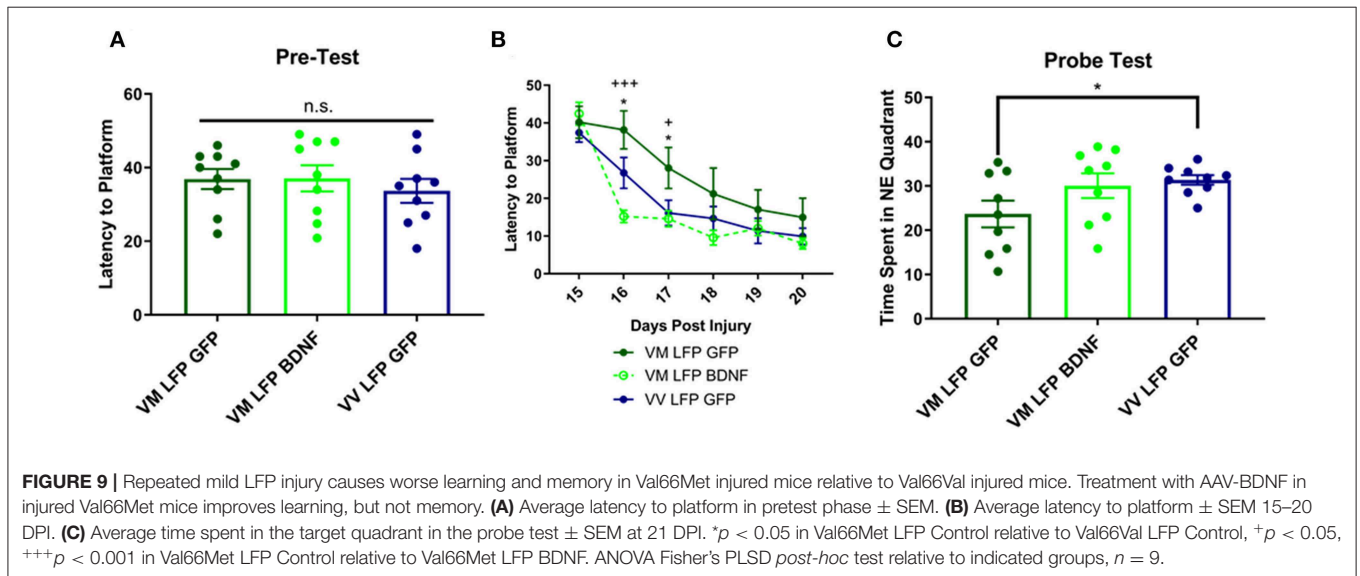 A
Pre-Test
n.s.
Latency to Platform
60
40
20
0
VM LFP GFP
VM LFP BDNF
VV LFP GFP
B
+++
*
+
*
Latency to Platform
50
40
30
20
10
0
15
16
17
18
19
20
Days Post Injury
VM LFP GFP
VM LFP BDNF
VV LFP GFP
C
Probe Test
*
Time Spent in NE Quadrant
50
40
30
20
10
0
VM LFP GFP
VM LFP BDNF
VV LFP GFP
FIGURE 9 | Repeated mild LFP injury causes worse learning and memory in Val66Met injured mice relative to Val66Val injured mice. Treatment with AAV-BDNF in
injured Val66Met mice improves learning, but not memory. (A) Average latency to platform in pretest phase ± SEM. (B) Average latency to platform ± SEM 15–20
DPI. (C) Average time spent in the target quadrant in the probe test ± SEM at 21 DPI. *p < 0.05 in Val66Met LFP Control relative to Val66Val LFP Control, +p < 0.05,
+++p < 0.001 in Val66Met LFP Control relative to Val66Met LFP BDNF. ANOVA Fisher's PLSD post-hoc test relative to indicated groups, n = 9.